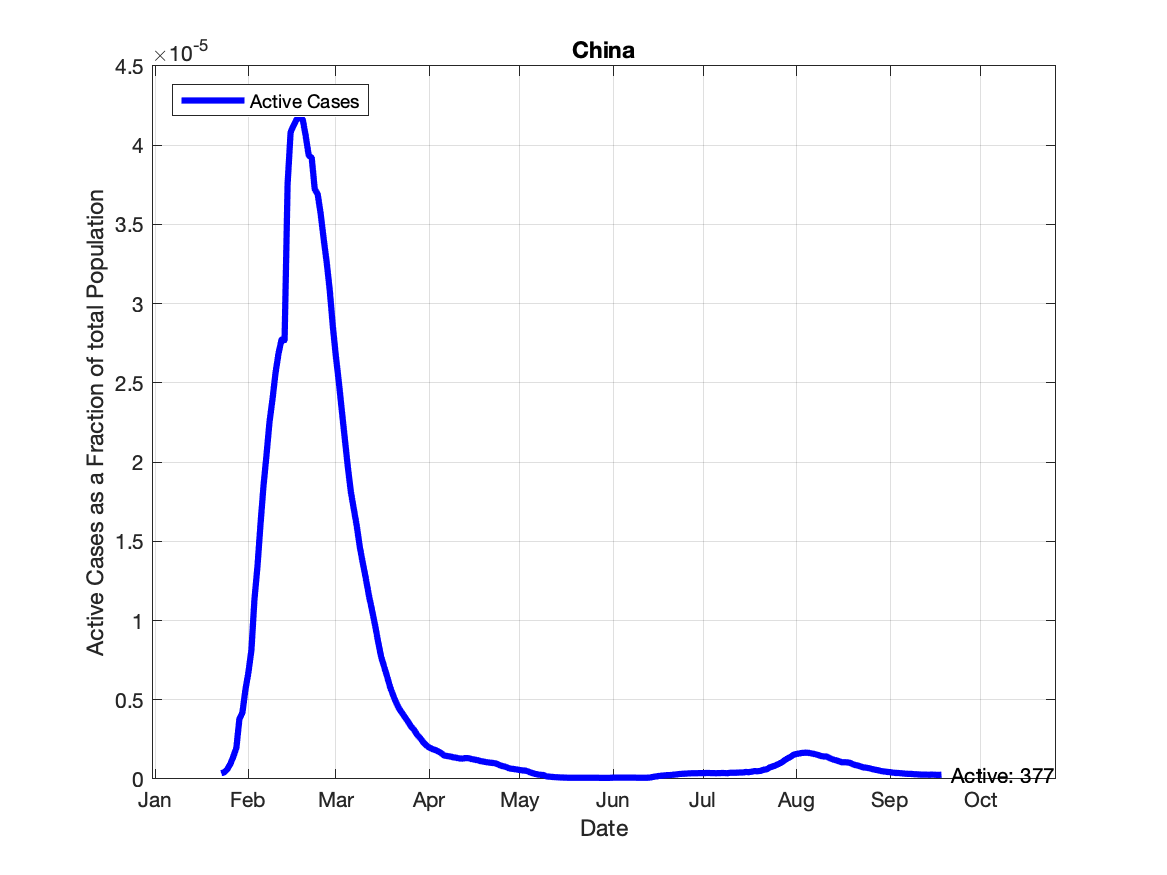 China
×10-5
4.5
4
3.5
3
2.5
2
1.5
1
0.5
0
Active Cases as a Fraction of total Population
Active Cases
Active: 377
Jan Feb Mar Apr May Jun Jul Aug Sep Oct
Date